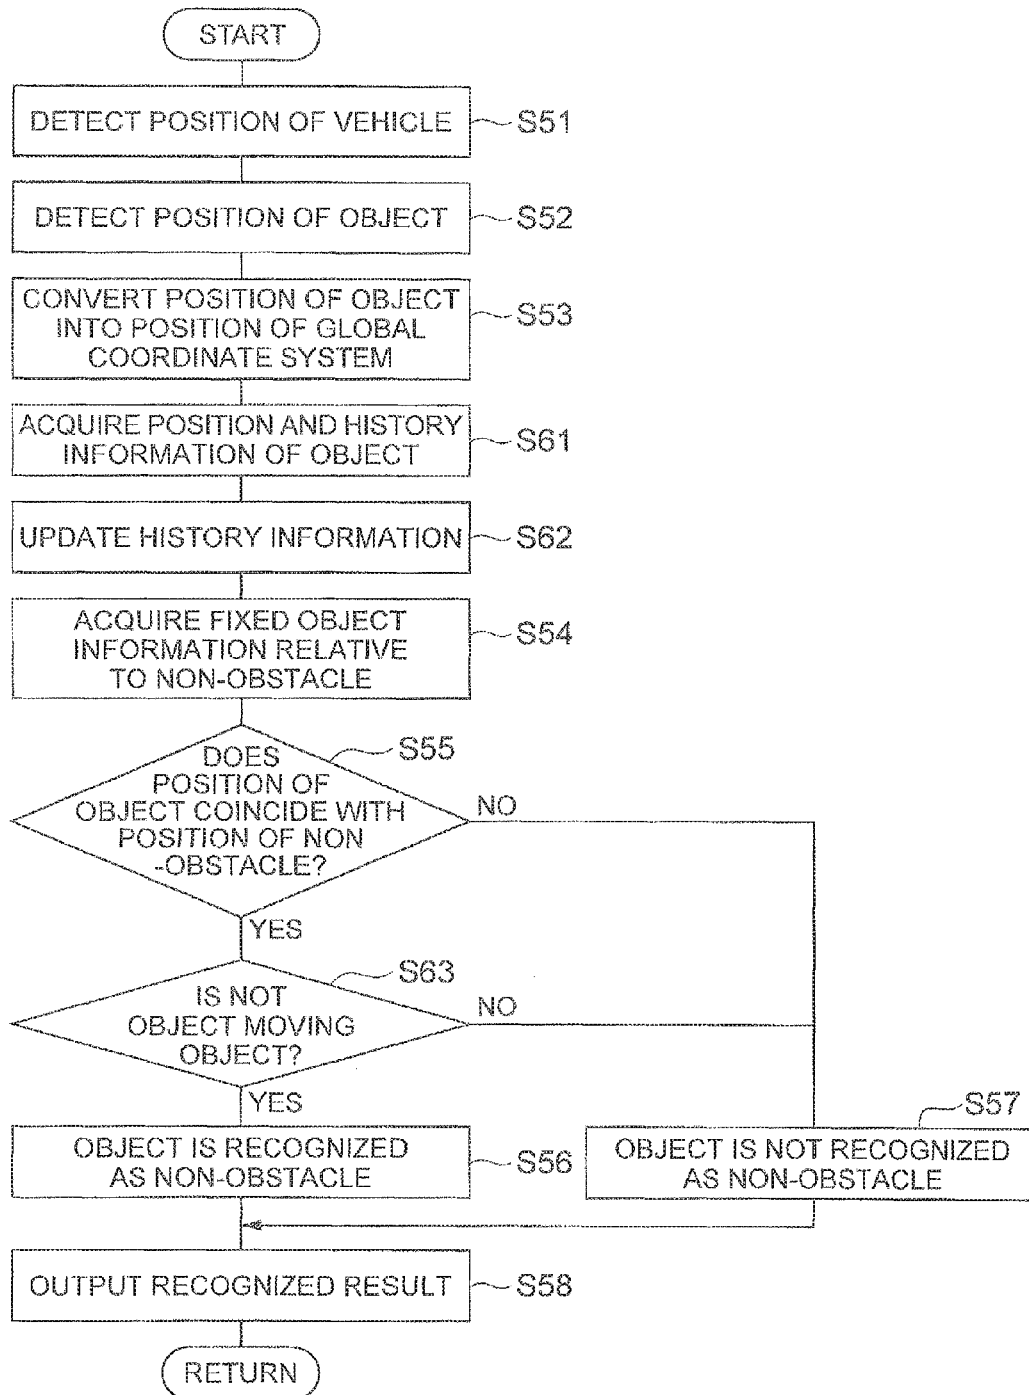 START
DETECT POSITION OF VEHICLE
S51
DETECT POSITION OF OBJECT
S52
CONVERT POSITION OF OBJECT
INTO POSITION OF GLOBAL
COORDINATE SYSTEM
S53
ACQUIRE POSITION AND HISTORY
INFORMATION OF OBJECT
S61
UPDATE HISTORY INFORMATION
S62
ACQUIRE FIXED OBJECT
INFORMATION RELATIVE
TO NON-OBSTACLE
S54
DOES
POSITION OF
OBJECT COINCIDE WITH
POSITION OF NON
-OBSTACLE?
S55
NO
YES
IS NOT
OBJECT MOVING
OBJECT?
S63
NO
YES
OBJECT IS RECOGNIZED
AS NON-OBSTACLE
S56
OBJECT IS NOT RECOGNIZED
AS NON-OBSTACLE
S57
OUTPUT RECOGNIZED RESULT
S58
RETURN